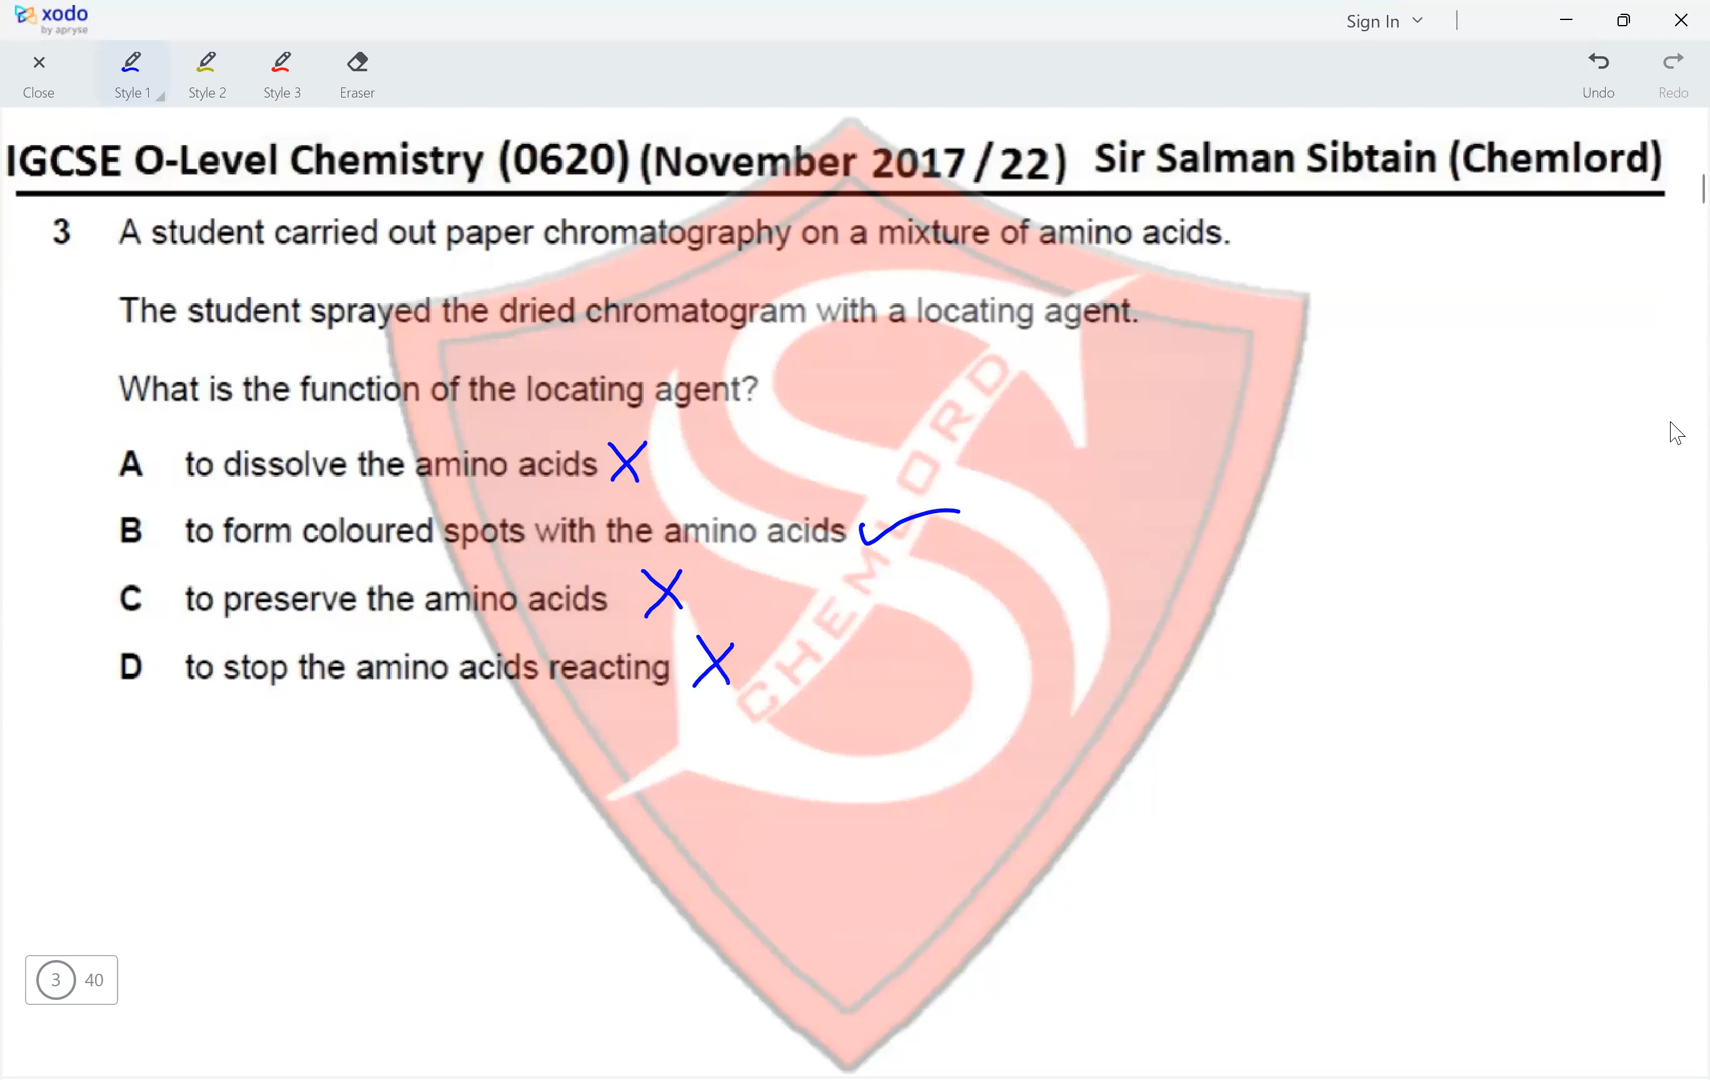 xodo
by apryse
Sign In
Close
Style 1
Style 2
Style 3
Eraser
Undo
Redo
IGCSE O-Level Chemistry (0620) (November 2017/22) Sir Salman Sibtain (Chemlord)
3 A student carried out paper chromatography on a mixture of amino acids.
The student sprayed the dried chromatogram with a locating agent.
What is the function of the locating agent?
A to dissolve the amino acids
B to form coloured spots with the amino acids
C to preserve the amino acids
D to stop the amino acids reacting
CHEMLORD
3 40